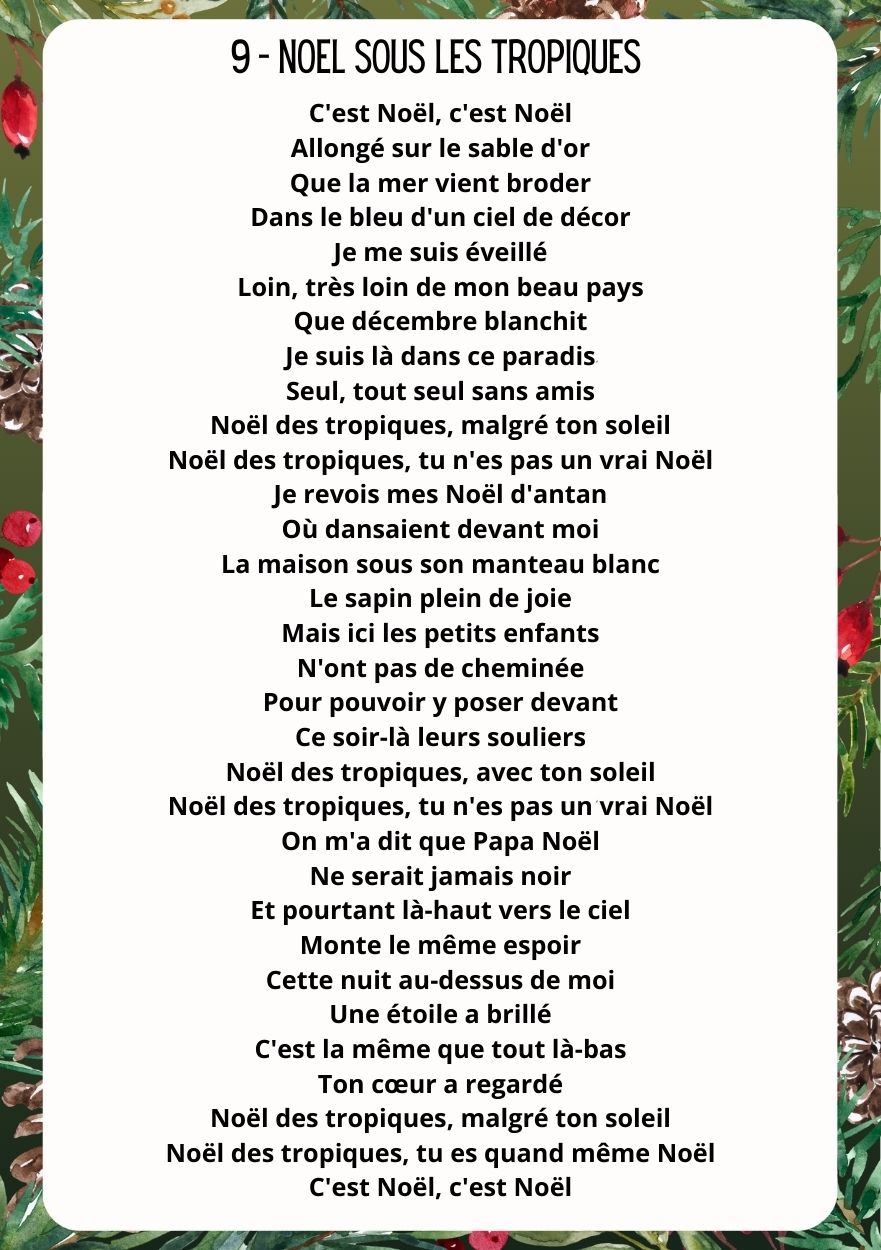 9 - NOEL SOUS LES TROPIQUES
C'est Noël, c'est Noël
Allongé sur le sable d'or
Que la mer vient broder
Dans le bleu d'un ciel de décor
Je me suis éveillé
Loin, très loin de mon beau pays
Que décembre blanchit
Je suis là dans ce paradis
Seul, tout seul sans amis
Noël des tropiques, malgré ton soleil
Noël des tropiques, tu n'es pas un vrai Noël
Je revois mes Noël d'antan
Où dansaient devant moi
La maison sous son manteau blanc
Le sapin plein de joie
Mais ici les petits enfants
N'ont pas de cheminée
Pour pouvoir y poser devant
Ce soir-là leurs souliers
Noël des tropiques, avec ton soleil
Noël des tropiques, tu n'es pas un vrai Noël
On m'a dit que Papa Noël
Ne serait jamais noir
Et pourtant là-haut vers le ciel
Monte le même espoir
Cette nuit au-dessus de moi
Une étoile a brillé
C'est la même que tout là-bas
Ton cœur a regardé
Noël des tropiques, malgré ton soleil
Noël des tropiques, tu es quand même Noël
C'est Noël, c'est Noël